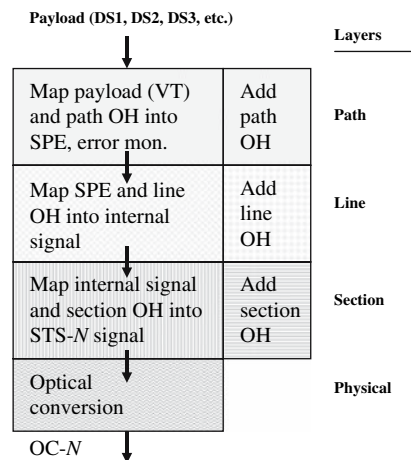 Payload (DS1, DS2, DS3, etc.)
Layers
Map payload (VT)
and path OH into
SPE, error mon.
Add
path
OH
Path
Map SPE and line
OH into internal
signal
Add
line
OH
Line
Map internal signal
and section OH into
STS-N signal
Add
section
OH
Section
Optical
conversion
Physical
OC-N